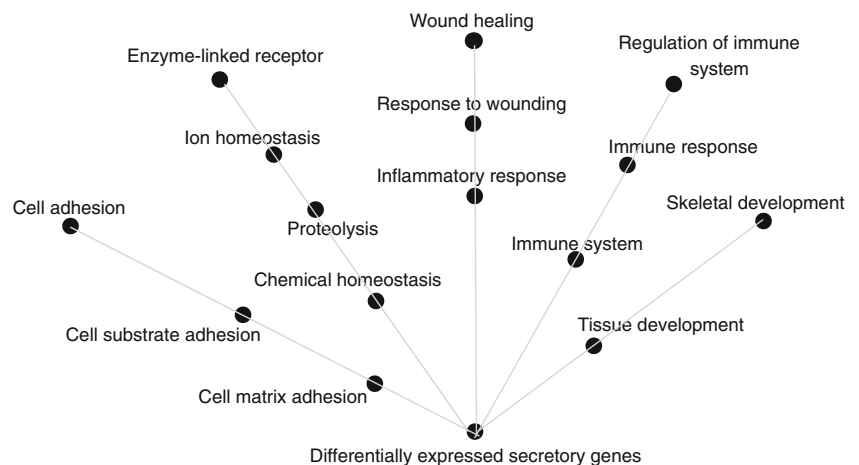 Wound healing
Regulation of immune
system
Enzyme-linked receptor
Response to wounding
Ion homeostasis
Immune response
Inflammatory response
Skeletal development
Cell adhesion
Proteolysis
Immune system
Chemical homeostasis
Tissue development
Cell substrate adhesion
Cell matrix adhesion
Differentially expressed secretory genes